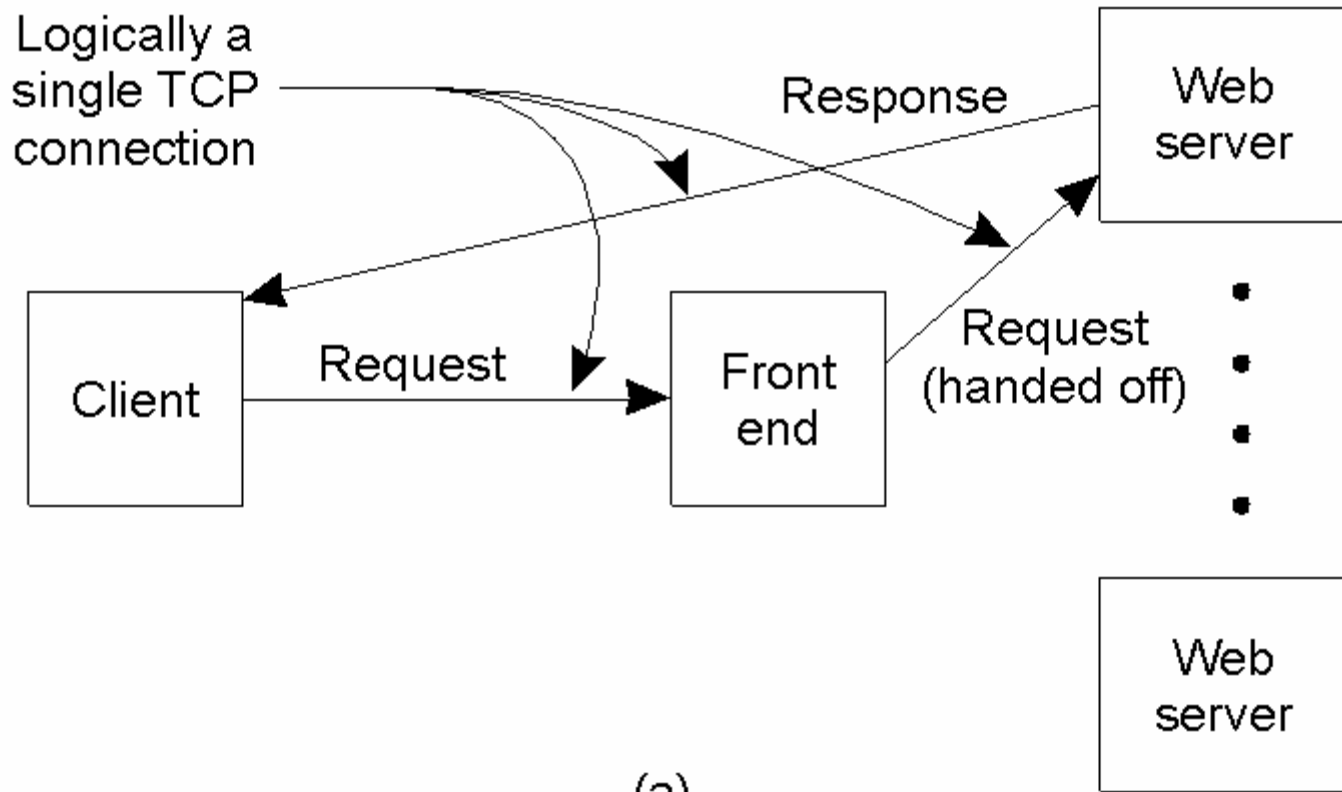 Logically a
single TCP
connection
Response
Web
server
Client
Request
Front
end
Request
(handed off)
Web
server
(a)